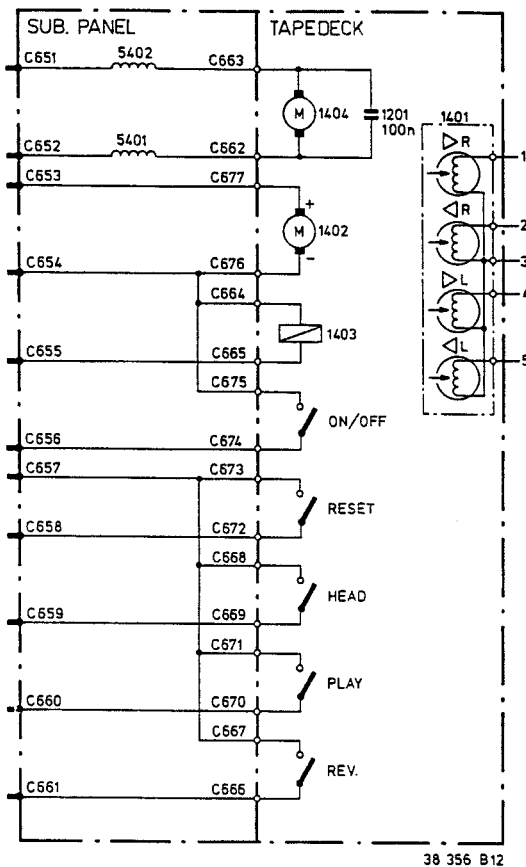 SUB. PANEL TAPEDECK
C651 5402 C663
M 1404 1201 100n
1401
R 1
C652 5401 C662
C653 C677
R 2
+
M 1402
3
-
C654 C676
L 4
C664
1403
L 5
C655 C665
C675
ON/OFF
C656 C674
C657 C673
RESET
C658 C672
C668
HEAD
C659 C669
C671
PLAY
C660 C670
C667
REV.
C661 C666
38 356 B12